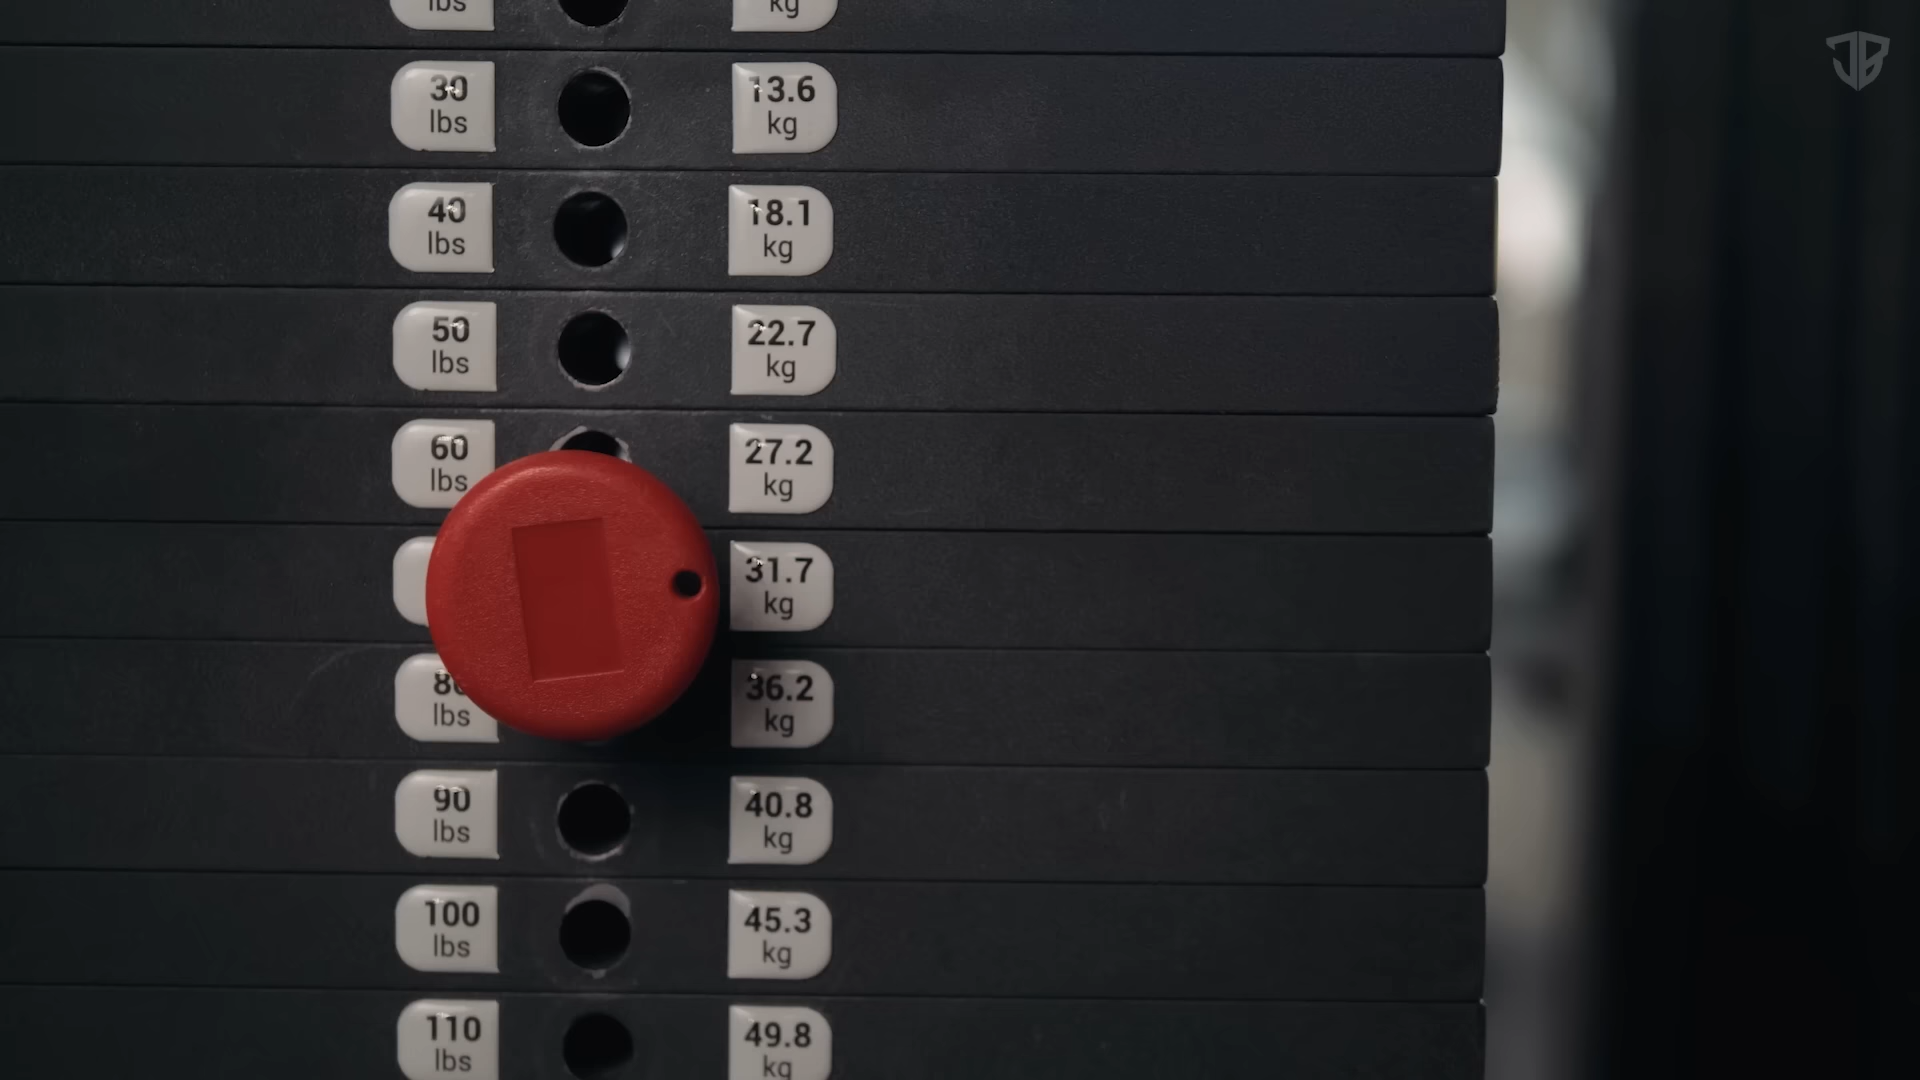 lbs
kg
30
lbs
13.6
kg
40
lbs
18.1
kg
50
lbs
22.7
kg
60
lbs
27.2
kg
31.7
kg
lbs
36.2
kg
90
lbs
40.8
kg
100
lbs
45.3
kg
110
lbs
49.8
kg